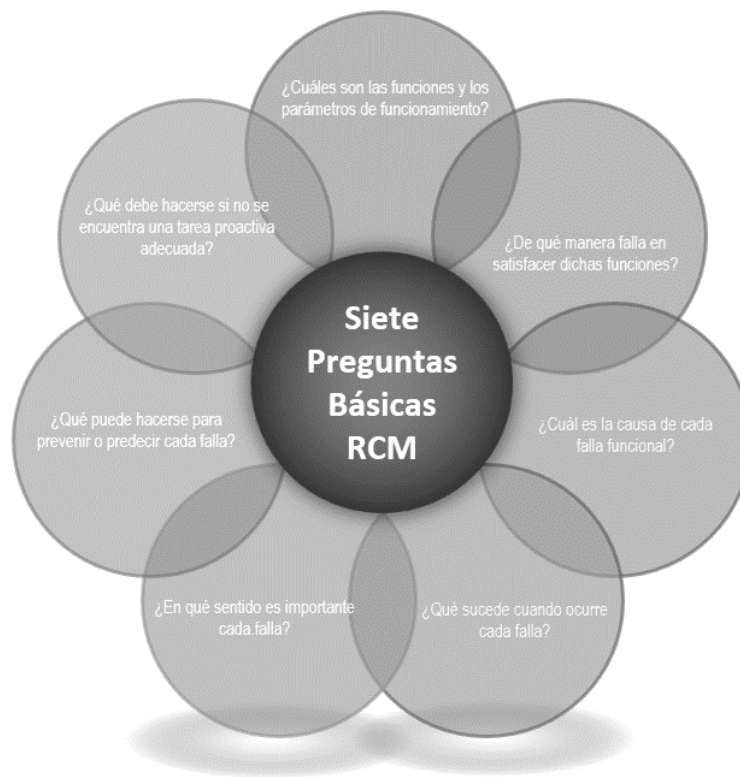 ¿Cuáles son las funciones y los
parámetros de funcionamiento?
¿De qué manera falla en
satisfacer dichas funciones?
¿Cuál es la causa de cada
falla funcional?
¿Qué sucede cuando ocurre
cada falla?
¿En qué sentido es importante
cada.falla?
¿Qué puede hacerse para
prevenir o predecir cada falla?
¿Qué debe hacerse si no se
encuentra una tarea proactiva
adecuada?
Siete
Preguntas
Básicas
RCM